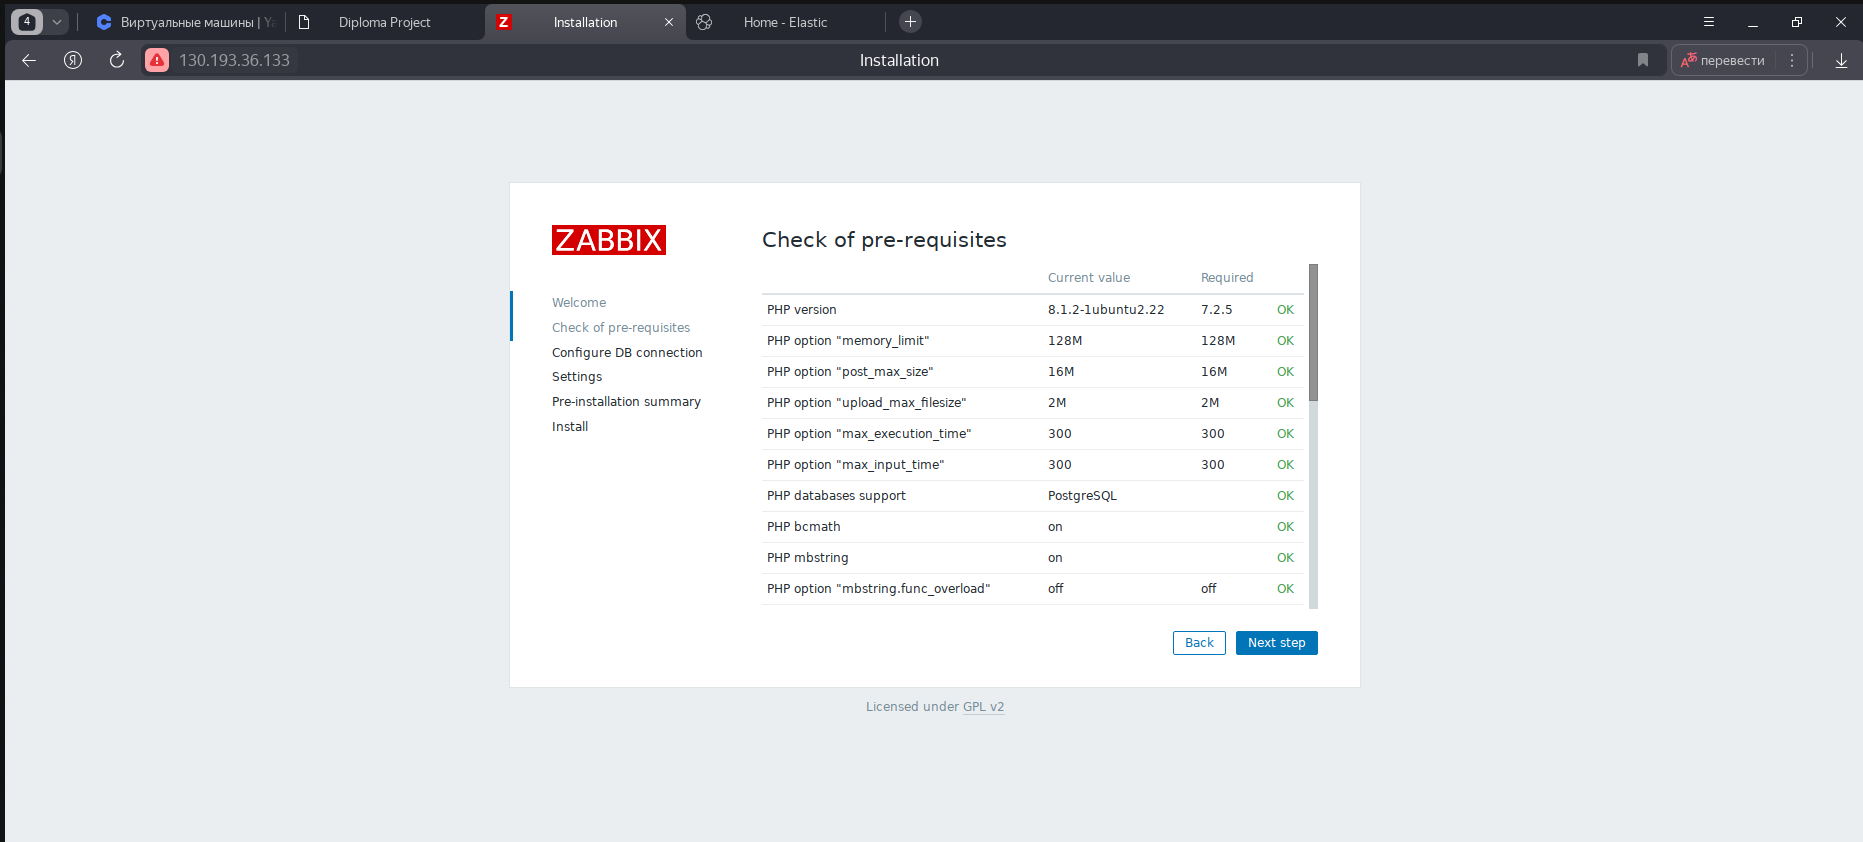 4
Виртуальные машины | Ya
Diploma Project
Z
Installation
Home - Elastic
Я
130.193.36.133
Installation
перевести
ZABBIX
Welcome
Check of pre-requisites
Configure DB connection
Settings
Pre-installation summary
Install
Check of pre-requisites
Current value Required
PHP version 8.1.2-1ubuntu2.22 7.2.5 OK
PHP option "memory_limit" 128M 128M OK
PHP option "post_max_size" 16M 16M OK
PHP option "upload_max_filesize" 2M 2M OK
PHP option "max_execution_time" 300 300 OK
PHP option "max_input_time" 300 300 OK
PHP databases support PostgreSQL OK
PHP bcmath on OK
PHP mbstring on OK
PHP option "mbstring.func_overload" off off OK
Back Next step
Licensed under GPL v2